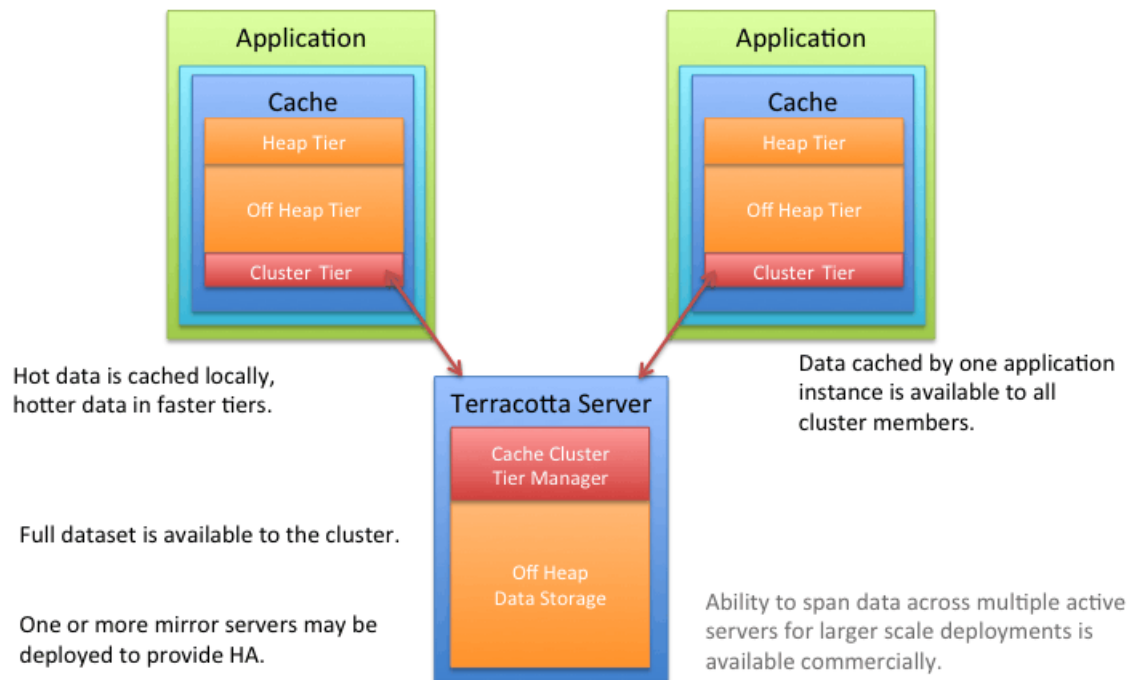 Application
Cache
Heap Tier
Off Heap Tier
Cluster Tier
Application
Cache
Heap Tier
Off Heap Tier
Cluster Tier
Hot data is cached locally,
hotter data in faster tiers.
Data cached by one application
instance is available to all
cluster members.
Terracotta Server
Cache Cluster
Tier Manager
Off Heap
Data Storage
Full dataset is available to the cluster.
One or more mirror servers may be
deployed to provide HA.
Ability to span data across multiple active
servers for larger scale deployments is
available commercially.